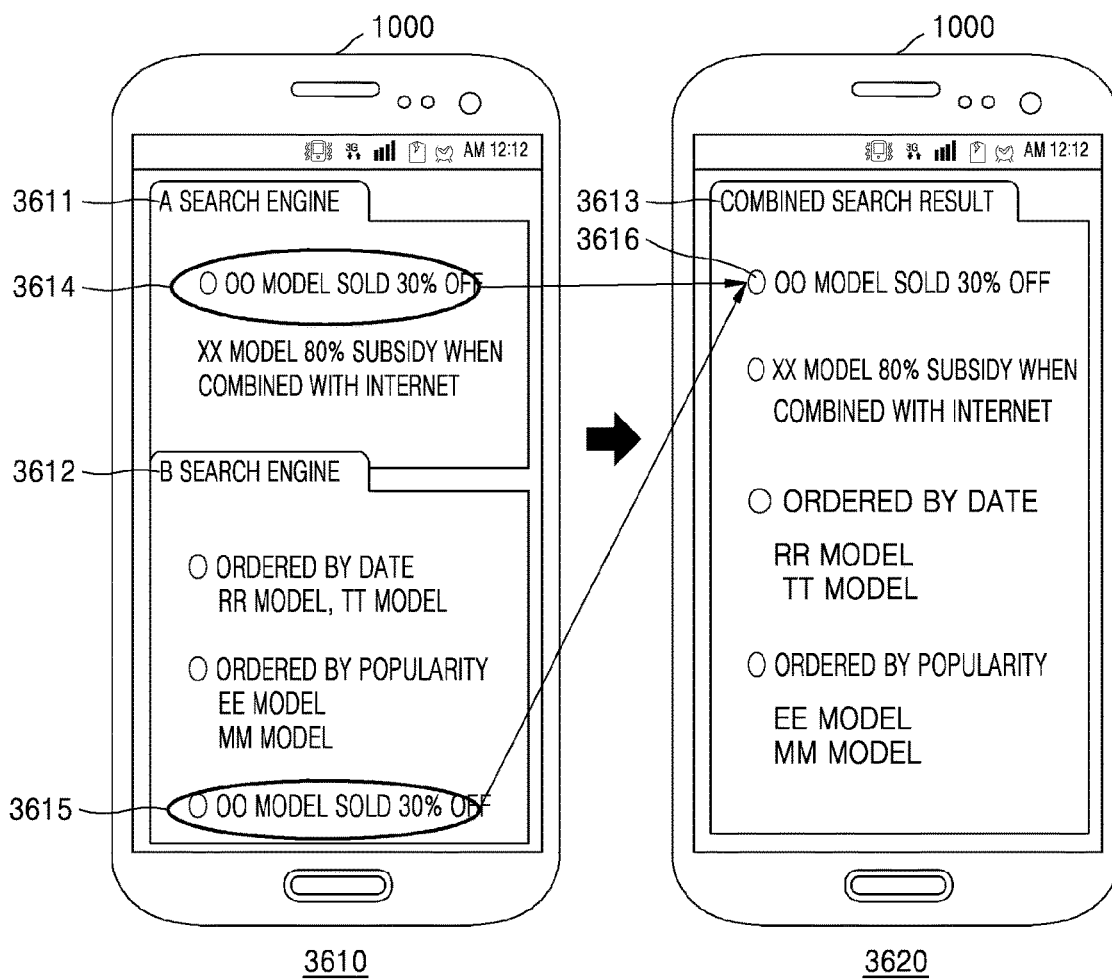 1000
3G AM 12:12
3611
A SEARCH ENGINE
3614
OO MODEL SOLD 30% OFF
XX MODEL 80% SUBSIDY WHEN
COMBINED WITH INTERNET
3612
B SEARCH ENGINE
ORDERED BY DATE
RR MODEL, TT MODEL
ORDERED BY POPULARITY
EE MODEL
MM MODEL
3615
OO MODEL SOLD 30% OFF
3610
1000
3G AM 12:12
3613
COMBINED SEARCH RESULT
3616
OO MODEL SOLD 30% OFF
XX MODEL 80% SUBSIDY WHEN
COMBINED WITH INTERNET
ORDERED BY DATE
RR MODEL
TT MODEL
ORDERED BY POPULARITY
EE MODEL
MM MODEL
3620